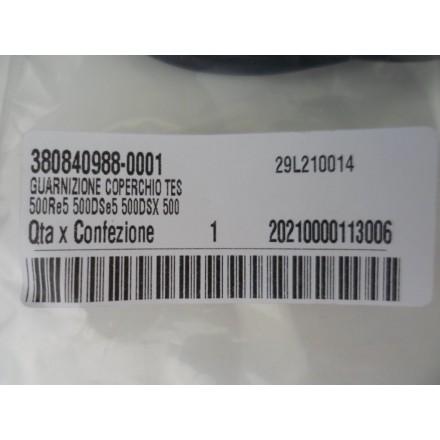 380840988-0001 29L210014
GUARNIZIONE COPERCHIO TES
500Re5 500DSe5 500DSX 500
Qta x Confezione 1 20210000113006